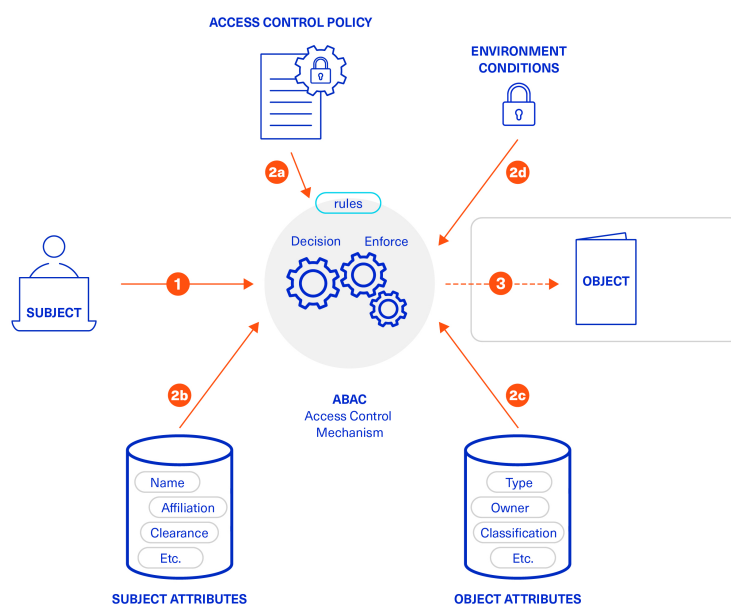 ACCESS CONTROL POLICY
ENVIRONMENT
CONDITIONS
2a
2d
rules
Decision
Enforce
SUBJECT
1
3
OBJECT
2b
2c
ABAC
Access Control
Mechanism
Name
Affiliation
Clearance
Etc.
Type
Owner
Classification
Etc.
SUBJECT ATTRIBUTES
OBJECT ATTRIBUTES